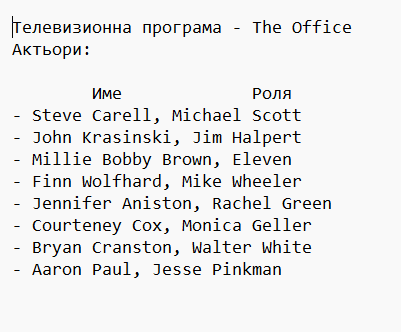 Телевизионна програма - The Office
Актьори:
Име Роля
- Steve Carell, Michael Scott
- John Krasinski, Jim Halpert
- Millie Bobby Brown, Eleven
- Finn Wolfhard, Mike Wheeler
- Jennifer Aniston, Rachel Green
- Courteney Cox, Monica Geller
- Bryan Cranston, Walter White
- Aaron Paul, Jesse Pinkman